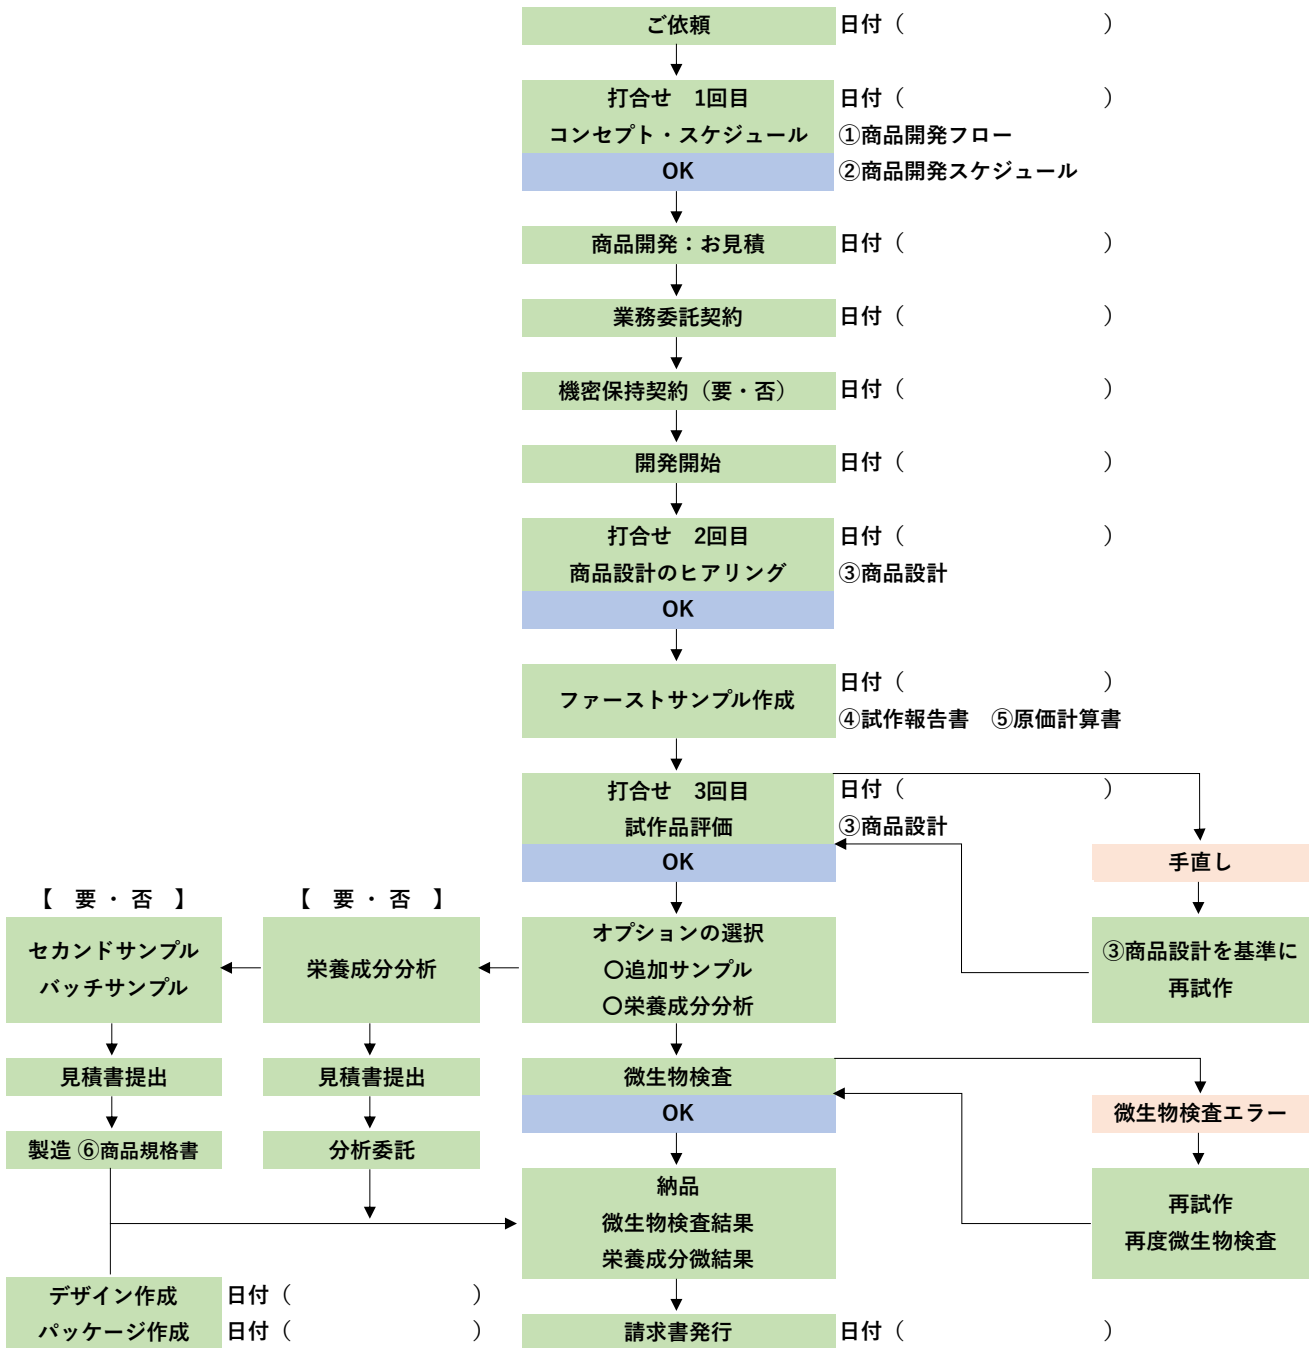 ご依頼 日付（　　　　　　　　　）
打合せ　1回目 日付（　　　　　　　　　）
コンセプト・スケジュール ①商品開発フロー
OK ②商品開発スケジュール
商品開発：お見積 日付（　　　　　　　　　）
業務委託契約 日付（　　　　　　　　　）
機密保持契約（要・否） 日付（　　　　　　　　　）
開発開始 日付（　　　　　　　　　）
打合せ　2回目 日付（　　　　　　　　　）
商品設計のヒアリング ③商品設計
OK
ファーストサンプル作成
日付（　　　　　　　　　）
④試作報告書　⑤原価計算書
打合せ　3回目 日付（　　　　　　　　　）
試作品評価 ③商品設計
OK
手直し
③商品設計を基準に
再試作
オプションの選択
〇追加サンプル
〇栄養成分分析
【　要 ・ 否　】
栄養成分分析
見積書提出
分析委託
【　要 ・ 否　】
セカンドサンプル
バッチサンプル
見積書提出
製造 ⑥商品規格書
微生物検査
OK
微生物検査エラー
再試作
再度微生物検査
納品
微生物検査結果
栄養成分微結果
デザイン作成 日付（　　　　　　　　　）
パッケージ作成 日付（　　　　　　　　　）
請求書発行 日付（　　　　　　　　　）